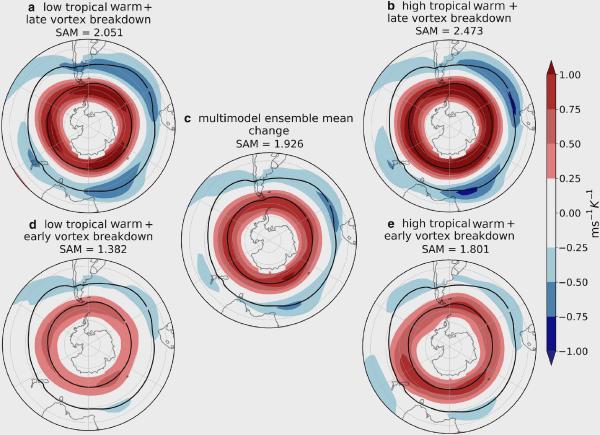 a low tropical warm +
late vortex breakdown
SAM = 2.051
b high tropical warm +
late vortex breakdown
SAM = 2.473
c multimodel ensemble mean
change
SAM = 1.926
d low tropical warm +
early vortex breakdown
SAM = 1.382
e high tropical warm +
early vortex breakdown
SAM = 1.801
1.00
0.75
0.50
0.25
0.00
−0.25
−0.50
−0.75
−1.00
ms⁻¹K⁻¹